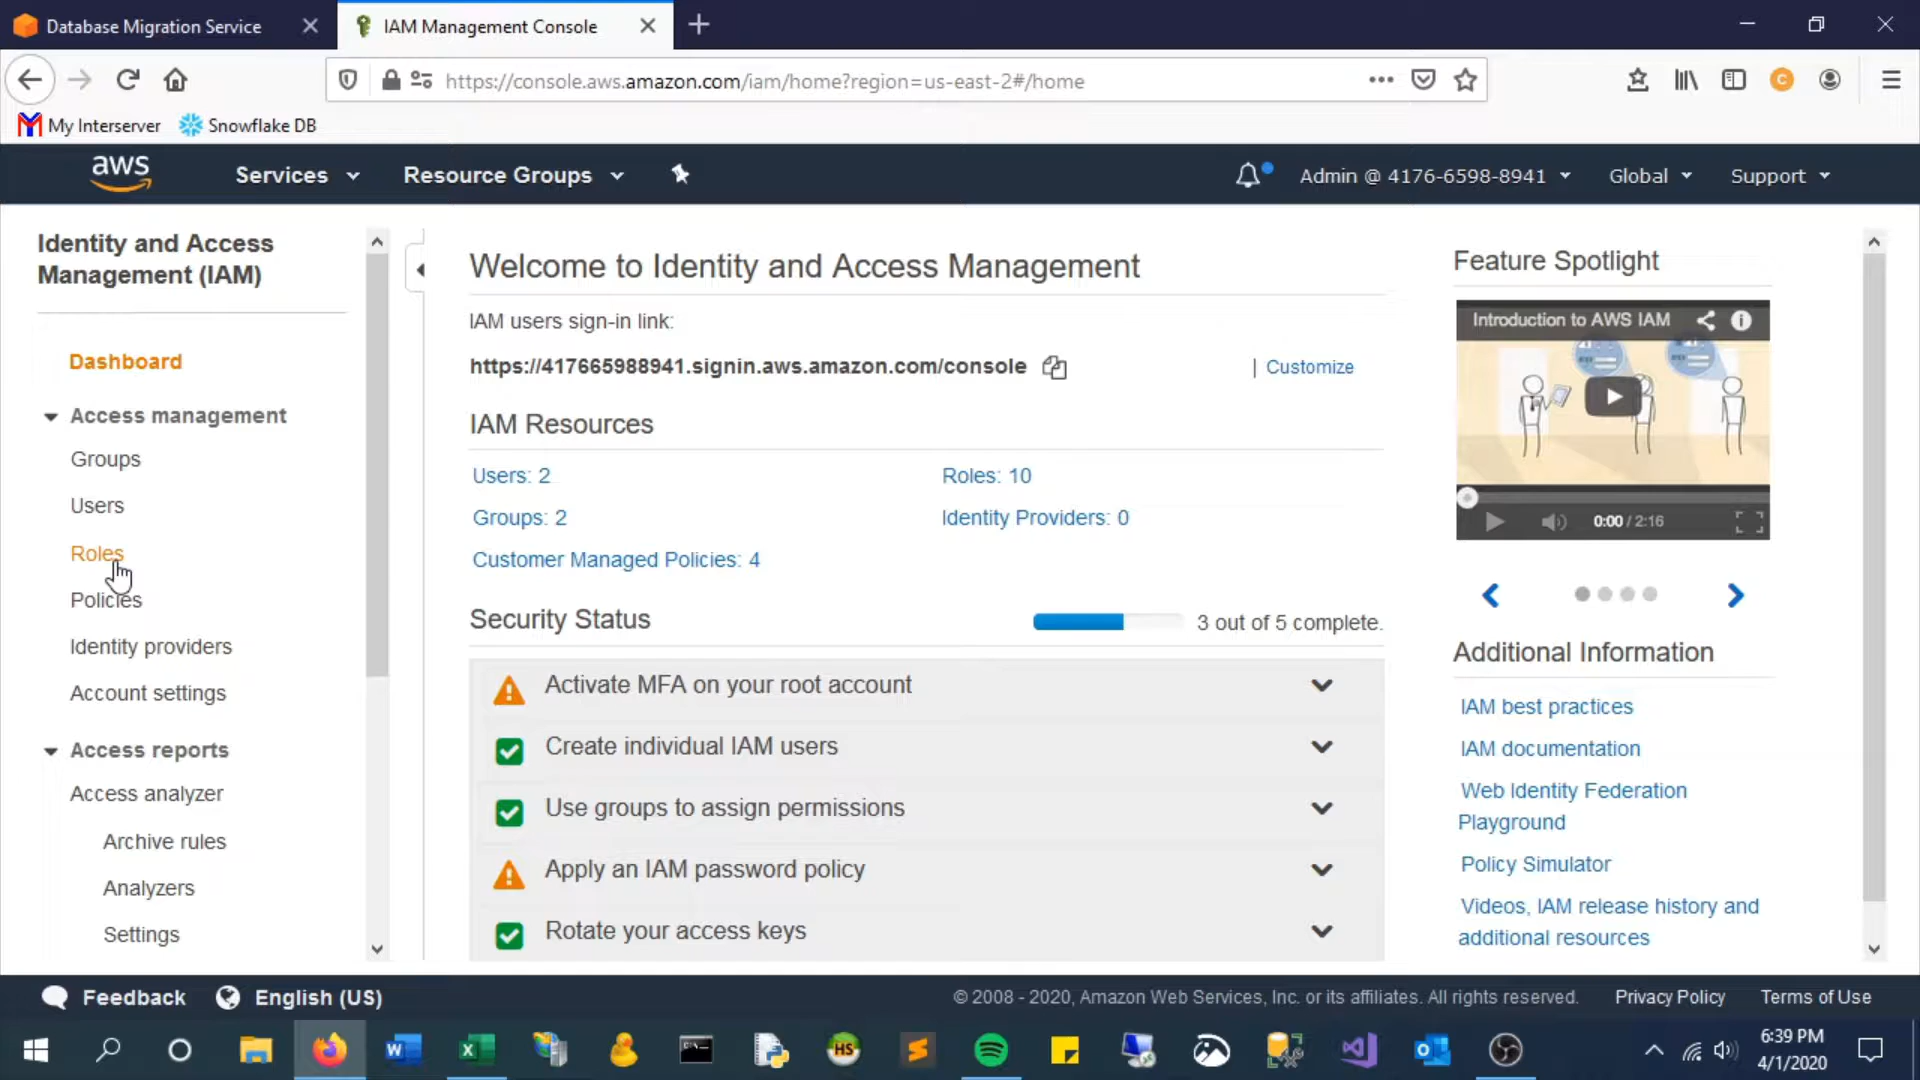 Database Migration Service
IAM Management Console
https://console.aws.amazon.com/iam/home?region=us-east-2#/home
My Interserver
Snowflake DB
aws
Services
Resource Groups
Admin @ 4176-6598-8941
Global
Support
Identity and Access
Management (IAM)
Dashboard
Access management
Groups
Users
Roles
Policies
Identity providers
Account settings
Access reports
Access analyzer
Archive rules
Analyzers
Settings
Welcome to Identity and Access Management
IAM users sign-in link:
https://417665988941.signin.aws.amazon.com/console
| Customize
IAM Resources
Users: 2
Roles: 10
Groups: 2
Identity Providers: 0
Customer Managed Policies: 4
Security Status
3 out of 5 complete.
Activate MFA on your root account
Create individual IAM users
Use groups to assign permissions
Apply an IAM password policy
Rotate your access keys
Feature Spotlight
Introduction to AWS IAM
0:00 / 2:16
Additional Information
IAM best practices
IAM documentation
Web Identity Federation
Playground
Policy Simulator
Videos, IAM release history and
additional resources
Feedback
English (US)
© 2008 - 2020, Amazon Web Services, Inc. or its affiliates. All rights reserved.
Privacy Policy
Terms of Use
6:39 PM
4/1/2020